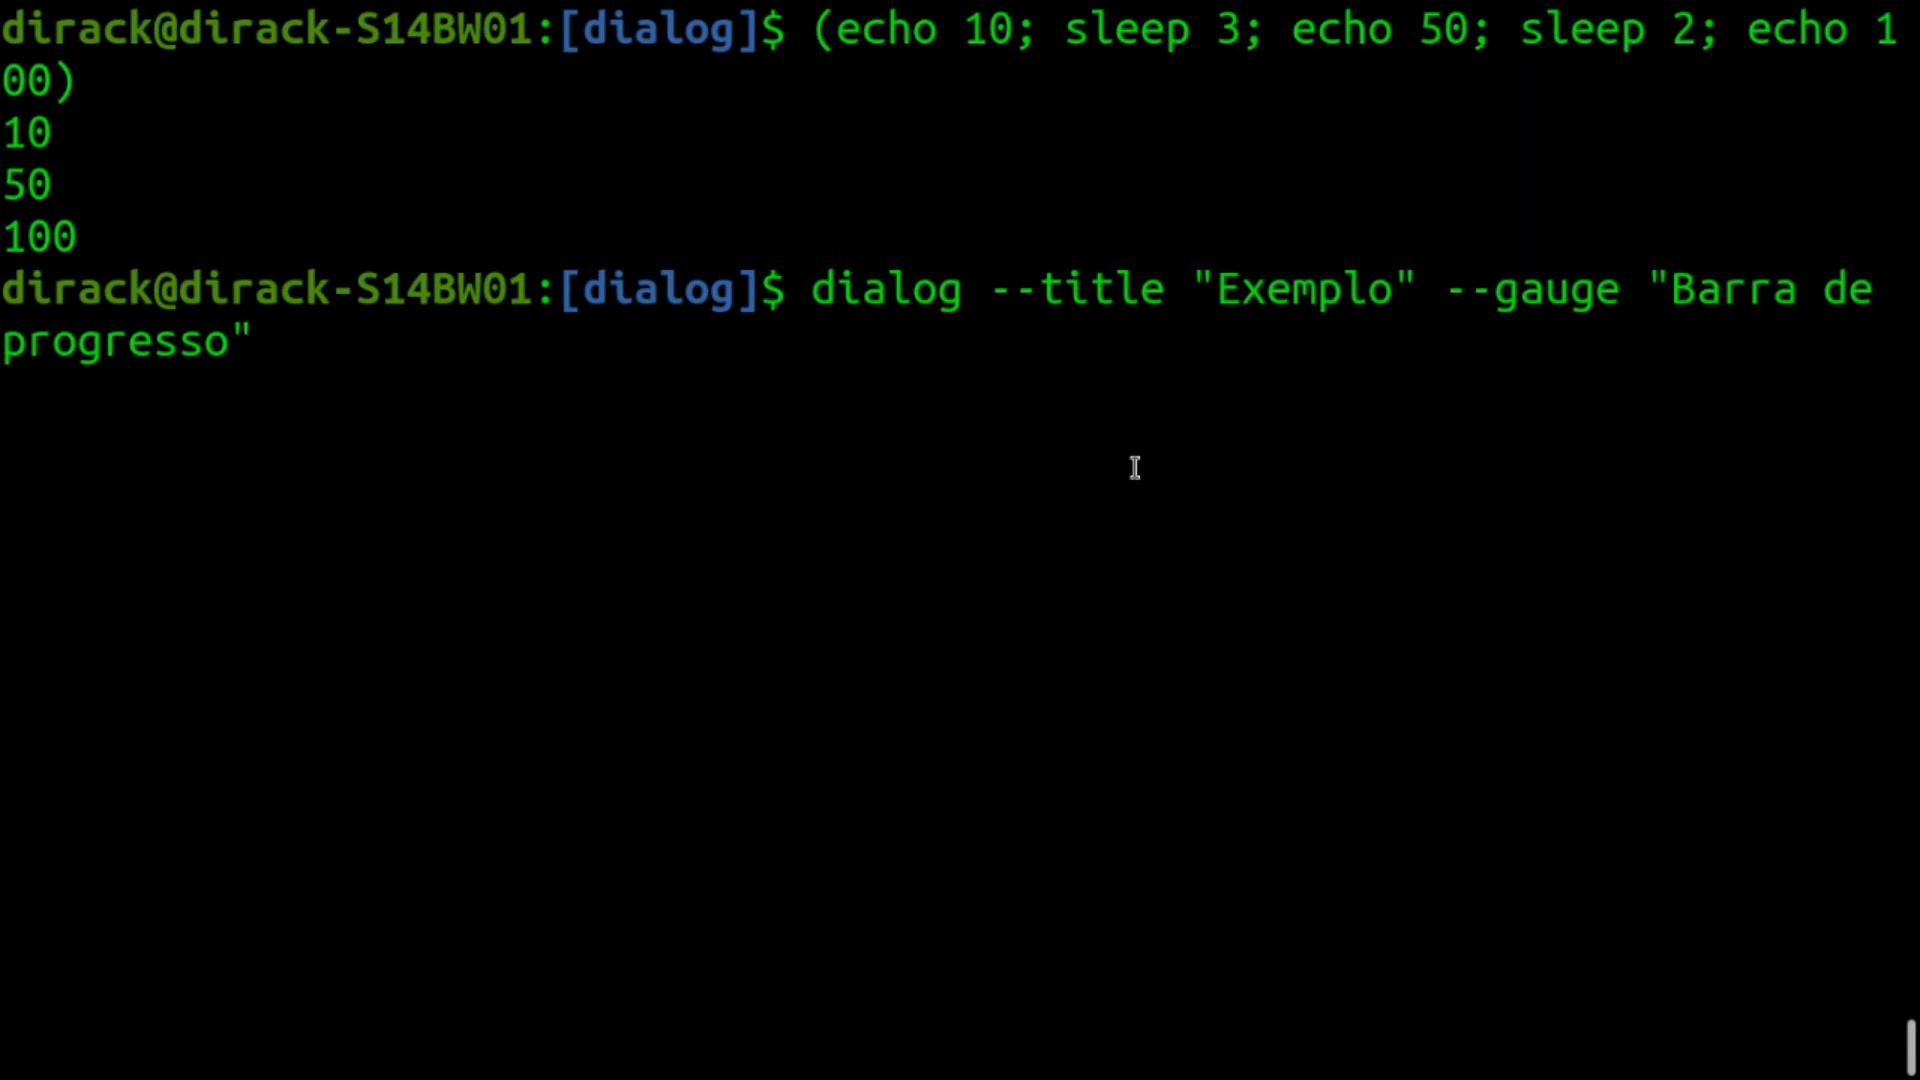 dirack@dirack-S14BW01:[dialog]$ (echo 10; sleep 3; echo 50; sleep 2; echo 1
00)
10
50
100
dirack@dirack-S14BW01:[dialog]$ dialog --title "Exemplo" --gauge "Barra de
progresso"